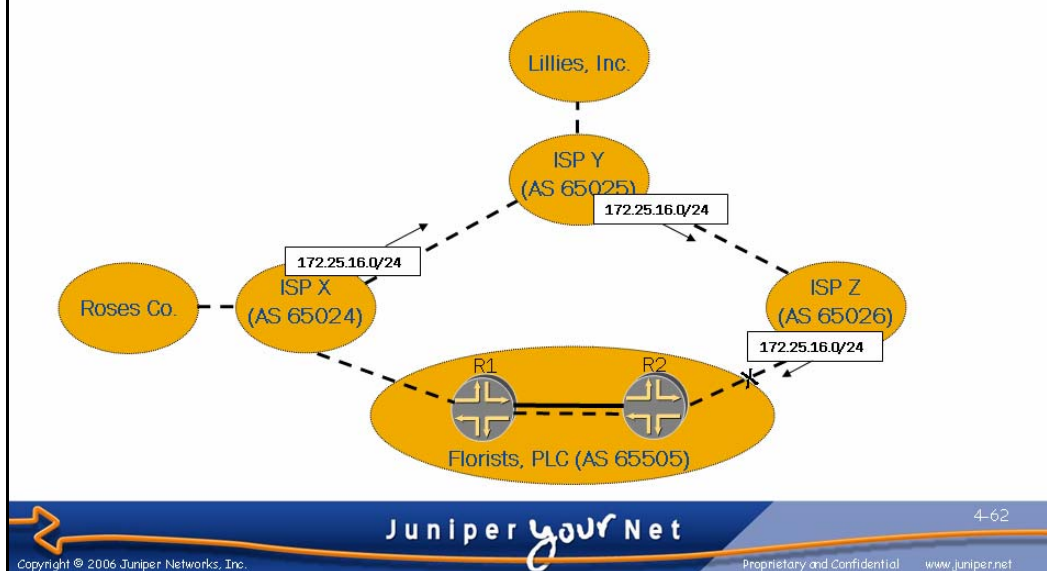 Lillies, Inc.
ISP Y
(AS 65025)
172.25.16.0/24
172.25.16.0/24
ISP X
(AS 65024)
Roses Co.
ISP Z
(AS 65026)
172.25.16.0/24
R1
R2
Florists, PLC (AS 65505)
Juniper your Net
4-62
Copyright © 2006 Juniper Networks, Inc.
Proprietary and Confidential
www.juniper.net